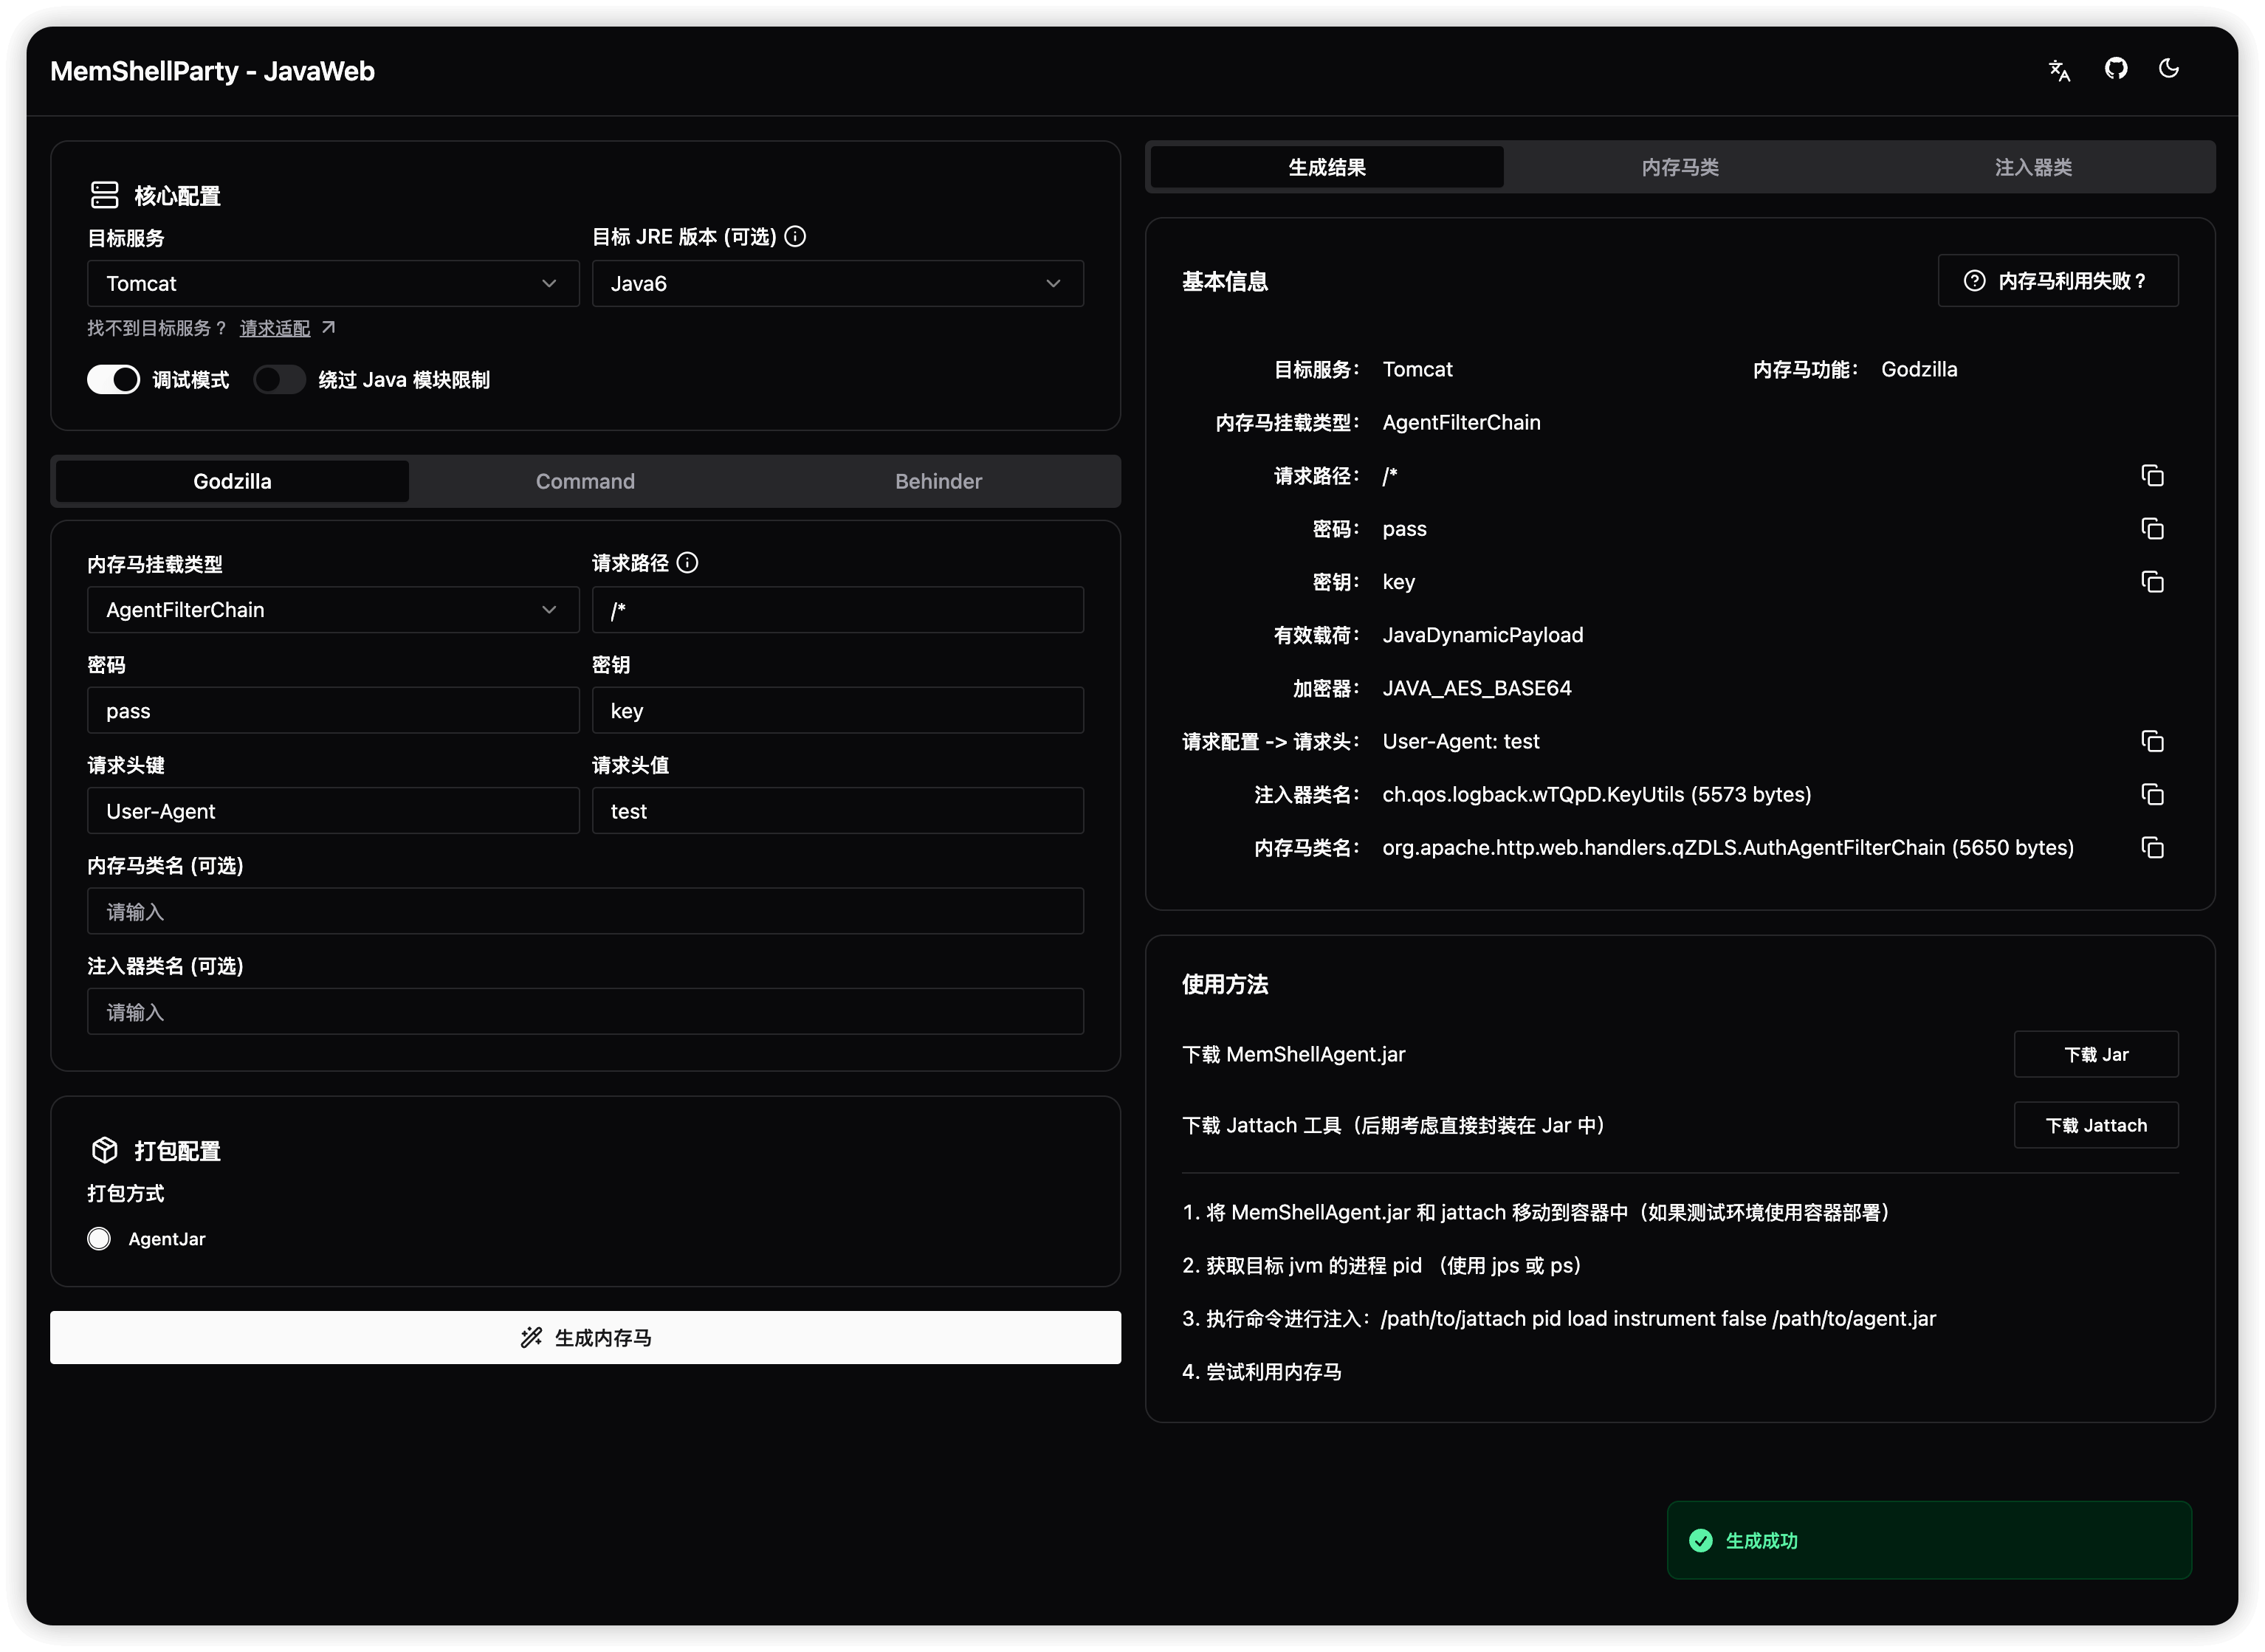 MemShellParty - JavaWeb
核心配置
目标服务
目标 JRE 版本 (可选)
Tomcat
Java6
找不到目标服务？ 请求适配
调试模式
绕过 Java 模块限制
Godzilla
Command
Behinder
内存马挂载类型
请求路径
AgentFilterChain
/*
密码
密钥
pass
key
请求头键
请求头值
User-Agent
test
内存马类名 (可选)
请输入
注入器类名 (可选)
请输入
打包配置
打包方式
AgentJar
生成内存马
生成结果
内存马类
注入器类
基本信息
内存马利用失败？
目标服务： Tomcat
内存马功能： Godzilla
内存马挂载类型： AgentFilterChain
请求路径： /*
密码： pass
密钥： key
有效载荷： JavaDynamicPayload
加密器： JAVA_AES_BASE64
请求配置 -> 请求头： User-Agent: test
注入器类名： ch.qos.logback.wTQpD.KeyUtils (5573 bytes)
内存马类名： org.apache.http.web.handlers.qZDLS.AuthAgentFilterChain (5650 bytes)
使用方法
下载 MemShellAgent.jar
下载 Jar
下载 Jattach 工具（后期考虑直接封装在 Jar 中）
下载 Jattach
1. 将 MemShellAgent.jar 和 jattach 移动到容器中（如果测试环境使用容器部署）
2. 获取目标 jvm 的进程 pid （使用 jps 或 ps）
3. 执行命令进行注入：/path/to/jattach pid load instrument false /path/to/agent.jar
4. 尝试利用内存马
生成成功